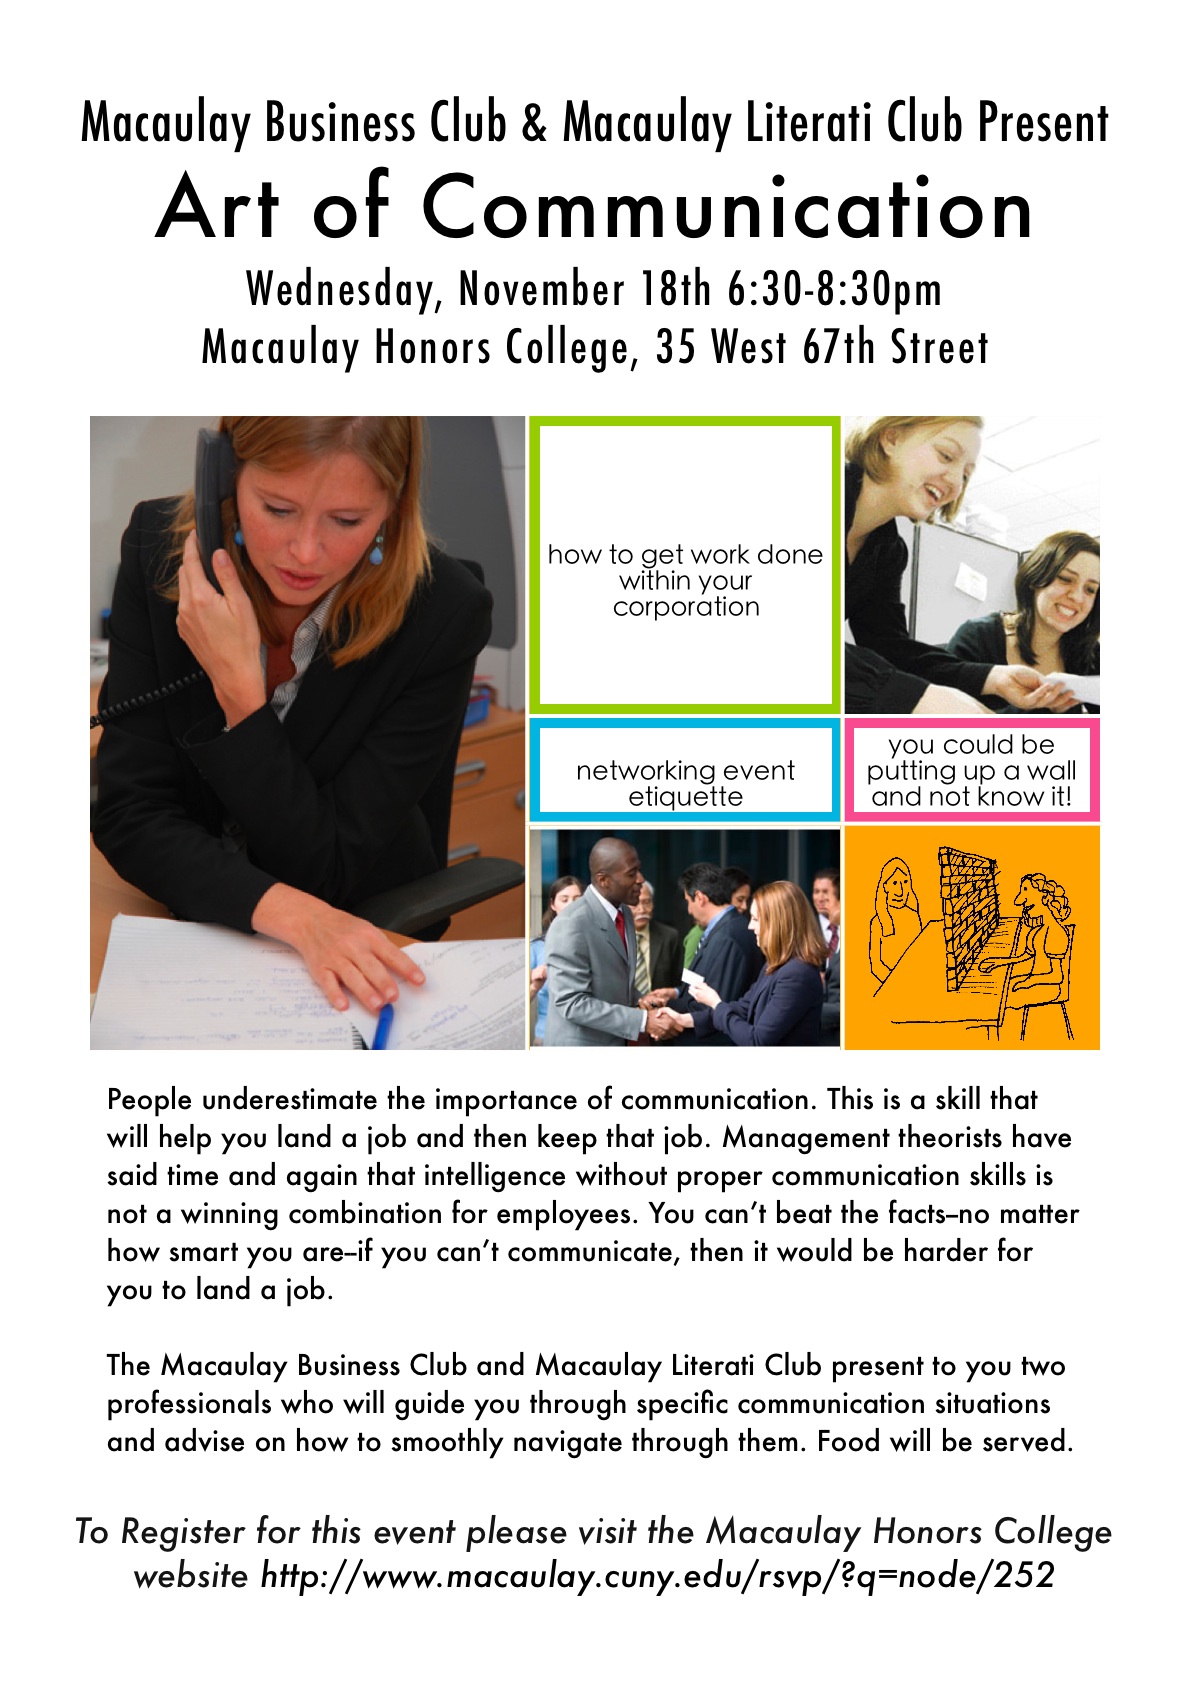 Macaulay Business Club & Macaulay Literati Club Present
Art of Communication
Wednesday, November 18th 6:30-8:30pm
Macaulay Honors College, 35 West 67th Street
how to get work done
within your
corporation
networking event
etiquette
you could be
putting up a wall
and not know it!
People underestimate the importance of communication. This is a skill that
will help you land a job and then keep that job. Management theorists have
said time and again that intelligence without proper communication skills is
not a winning combination for employees. You can't beat the facts–no matter
how smart you are–if you can't communicate, then it would be harder for
you to land a job.
The Macaulay Business Club and Macaulay Literati Club present to you two
professionals who will guide you through specific communication situations
and advise on how to smoothly navigate through them. Food will be served.
To Register for this event please visit the Macaulay Honors College
website http://www.macaulay.cuny.edu/rsvp/?q=node/252